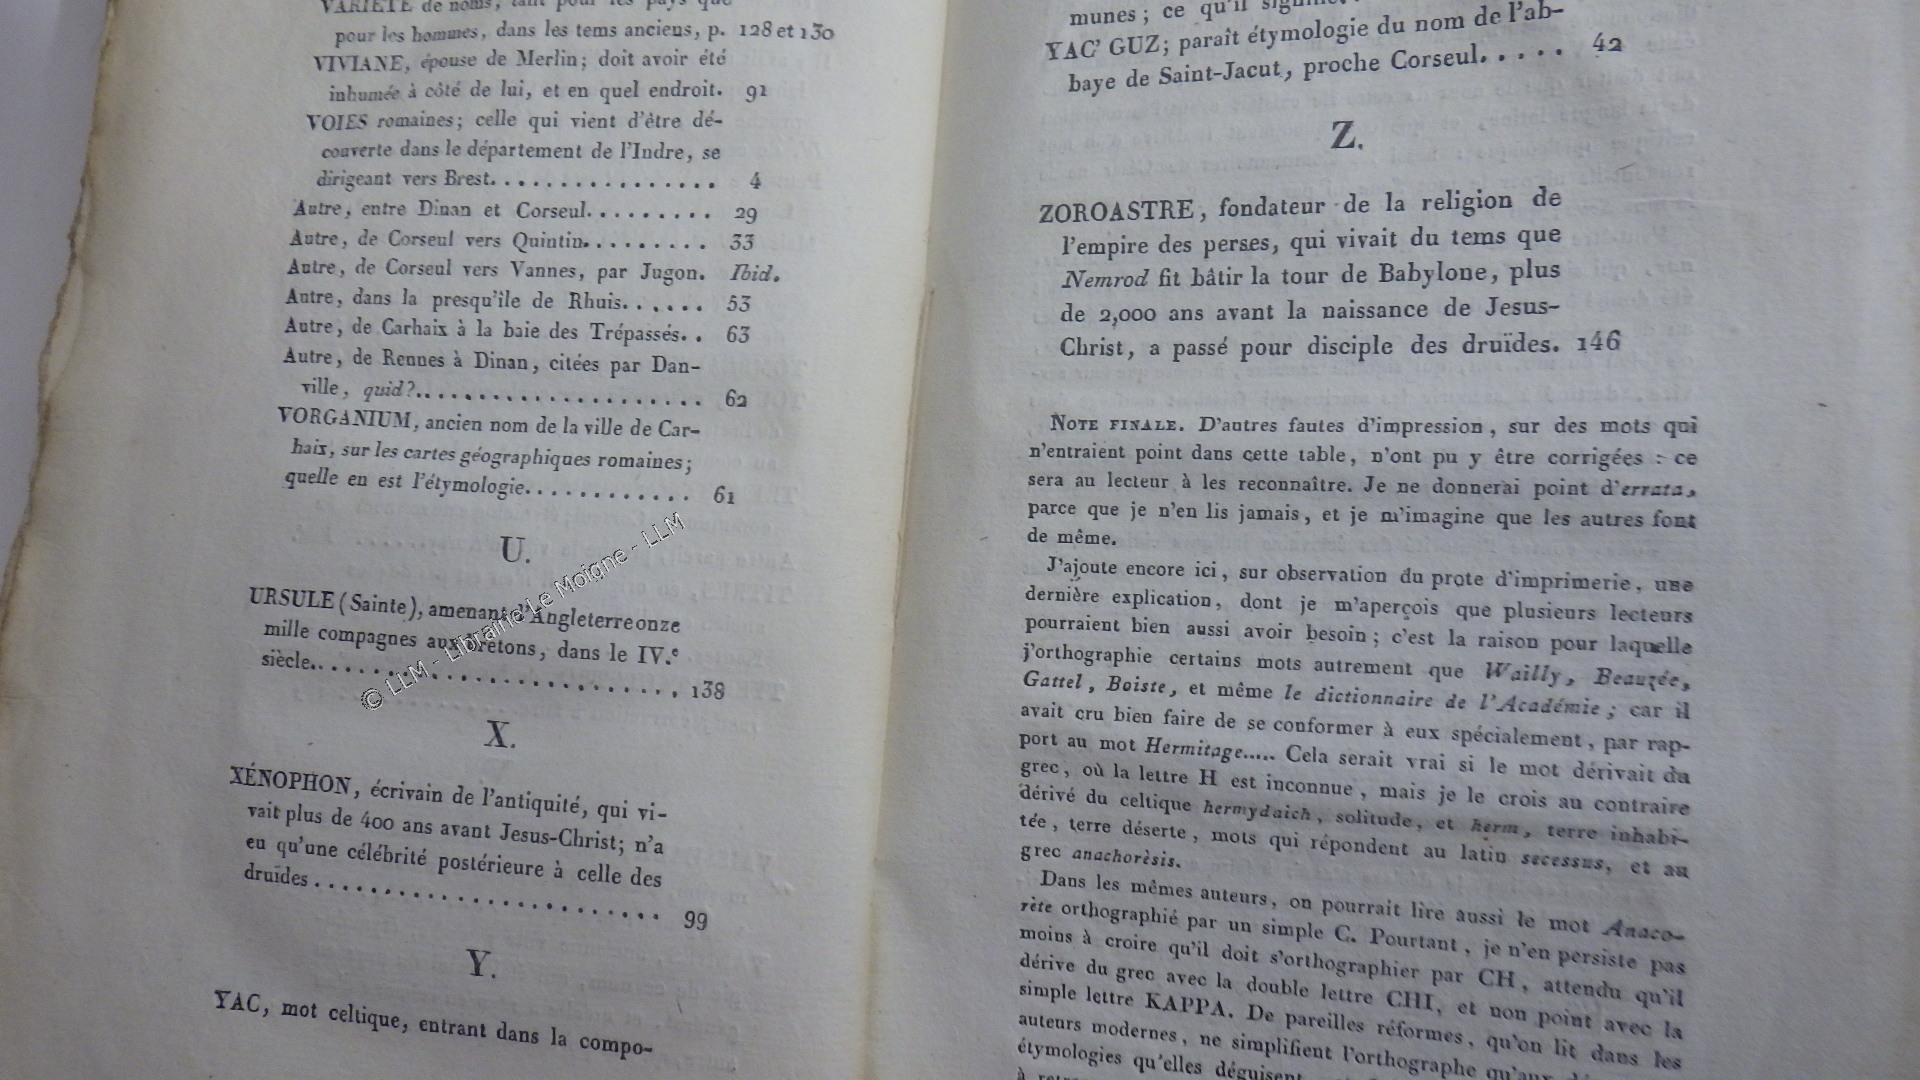 VARIÉTÉ de noms, tant pour les pays que
pour les hommes, dans les tems anciens, p. 128 et 130
VIVIANE, épouse de Merlin; doit avoir été
inhumée à côté de lui, et en quel endroit. 91
VOIES romaines; celle qui vient d'être dé-
couverte dans le département de l'Indre, se
dirigeant vers Brest................ 4
Autre, entre Dinan et Corseul......... 29
Autre, de Corseul vers Quintin......... 33
Autre, de Corseul vers Vannes, par Jugon. Ibid.
Autre, dans la presqu'ile de Rhuis...... 53
Autre, de Carhaix à la baie des Trépassés.. 63
Autre, de Rennes à Dinan, citées par Dan-
ville, quid?..................... 62
VORGANIUM, ancien nom de la ville de Car-
haix, sur les cartes géographiques romaines;
quelle en est l'étymologie............ 61
U.
URSULE (Sainte), amenant d'Angleterre onze
mille compagnes aux bretons, dans le IV.e
siècle........................ 138
X.
XÉNOPHON, écrivain de l'antiquité, qui vi-
vait plus de 400 ans avant Jesus-Christ; n'a
eu qu'une célébrité postérieure à celle des
druïdes........................ 99
Y.
YAC, mot celtique, entrant dans la compo-
munes; ce qu'il
YAC' GUZ; paraît étymologie du nom de l'ab-
baye de Saint-Jacut, proche Corseul..... 42
Z.
ZOROASTRE, fondateur de la religion de
l'empire des perses, qui vivait du tems que
Nemrod fit bâtir la tour de Babylone, plus
de 2,000 ans avant la naissance de Jesus-
Christ, a passé pour disciple des druïdes. 146
NOTE FINALE. D'autres fautes d'impression, sur des mots qui
n'entraient point dans cette table, n'ont pu y être corrigées : ce
sera au lecteur à les reconnaître. Je ne donnerai point d'errata,
parce que je n'en lis jamais, et je m'imagine que les autres font
de même.
J'ajoute encore ici, sur observation du prote d'imprimerie, une
dernière explication, dont je m'aperçois que plusieurs lecteurs
pourraient bien aussi avoir besoin; c'est la raison pour laquelle
j'orthographie certains mots autrement que Wailly, Beauzée,
Gattel, Boiste, et même le dictionnaire de l'Académie; car il
avait cru bien faire de se conformer à eux spécialement, par rap-
port au mot Hermitage..... Cela serait vrai si le mot dérivait du
grec, où la lettre H est inconnue, mais je le crois au contraire
dérivé du celtique hermydaich, solitude, et herm, terre inhabi-
tée, terre déserte, mots qui répondent au latin secessus, et au
grec anachorèsis.
Dans les mêmes auteurs, on pourrait lire aussi le mot Anaco-
rète orthographié par un simple C. Pourtant, je n'en persiste pas
moins à croire qu'il doit s'orthographier par CH, attendu qu'il
dérive du grec avec la double lettre CHI, et non point avec la
simple lettre KAPPA. De pareilles réformes, qu'on lit dans les
auteurs modernes, ne simplifient l'orthographe qu'aux
étymologies qu'elles déguisent
© LLM - Librairie Le Moigne - LLM